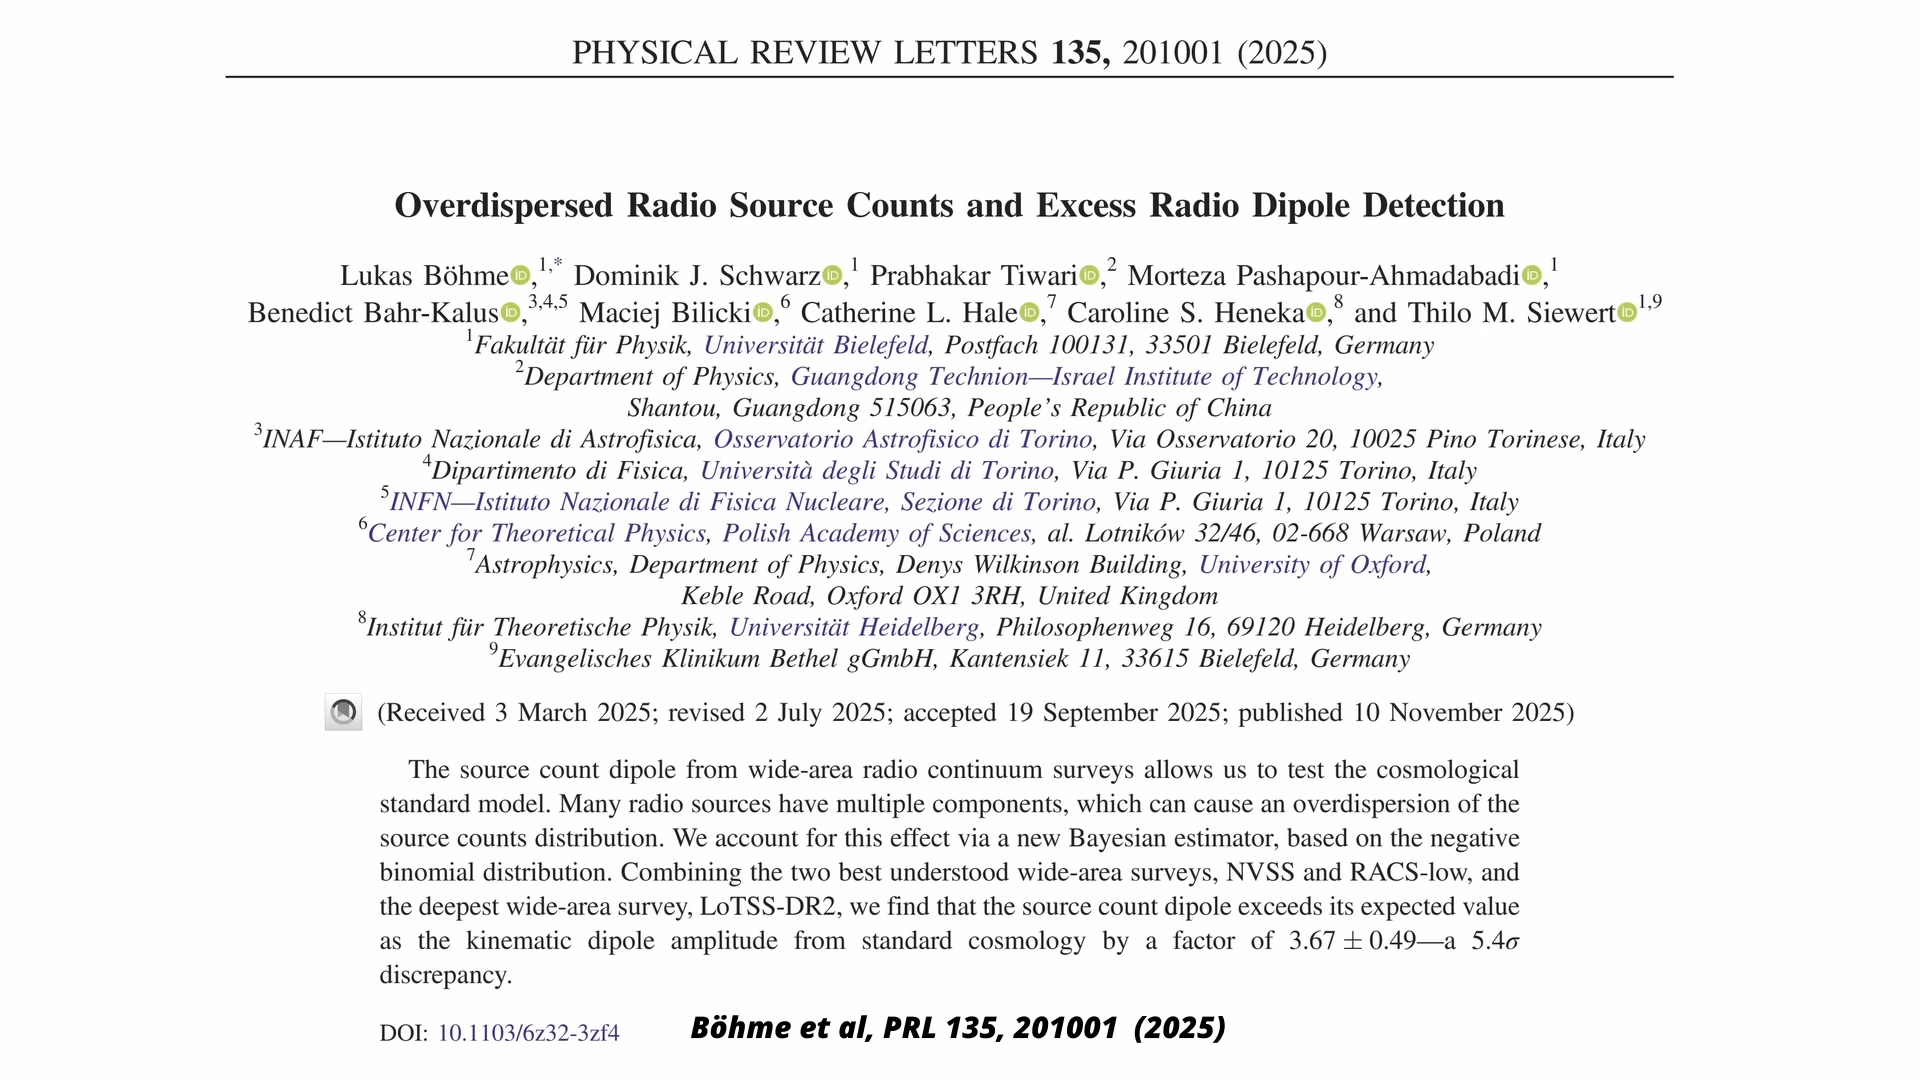 PHYSICAL REVIEW LETTERS 135, 201001 (2025)
Overdispersed Radio Source Counts and Excess Radio Dipole Detection
Lukas Böhme,1,* Dominik J. Schwarz,1 Prabhakar Tiwari,2 Morteza Pashapour-Ahmadabadi,1
Benedict Bahr-Kalus,3,4,5 Maciej Bilicki,6 Catherine L. Hale,7 Caroline S. Heneka,8 and Thilo M. Siewert1,9
1Fakultät für Physik, Universität Bielefeld, Postfach 100131, 33501 Bielefeld, Germany
2Department of Physics, Guangdong Technion—Israel Institute of Technology,
Shantou, Guangdong 515063, People's Republic of China
3INAF—Istituto Nazionale di Astrofisica, Osservatorio Astrofisico di Torino, Via Osservatorio 20, 10025 Pino Torinese, Italy
4Dipartimento di Fisica, Università degli Studi di Torino, Via P. Giuria 1, 10125 Torino, Italy
5INFN—Istituto Nazionale di Fisica Nucleare, Sezione di Torino, Via P. Giuria 1, 10125 Torino, Italy
6Center for Theoretical Physics, Polish Academy of Sciences, al. Lotników 32/46, 02-668 Warsaw, Poland
7Astrophysics, Department of Physics, Denys Wilkinson Building, University of Oxford,
Keble Road, Oxford OX1 3RH, United Kingdom
8Institut für Theoretische Physik, Universität Heidelberg, Philosophenweg 16, 69120 Heidelberg, Germany
9Evangelisches Klinikum Bethel gGmbH, Kantensiek 11, 33615 Bielefeld, Germany
(Received 3 March 2025; revised 2 July 2025; accepted 19 September 2025; published 10 November 2025)
The source count dipole from wide-area radio continuum surveys allows us to test the cosmological
standard model. Many radio sources have multiple components, which can cause an overdispersion of the
source counts distribution. We account for this effect via a new Bayesian estimator, based on the negative
binomial distribution. Combining the two best understood wide-area surveys, NVSS and RACS-low, and
the deepest wide-area survey, LoTSS-DR2, we find that the source count dipole exceeds its expected value
as the kinematic dipole amplitude from standard cosmology by a factor of 3.67 ± 0.49—a 5.4σ
discrepancy.
DOI: 10.1103/6z32-3zf4
Böhme et al, PRL 135, 201001 (2025)